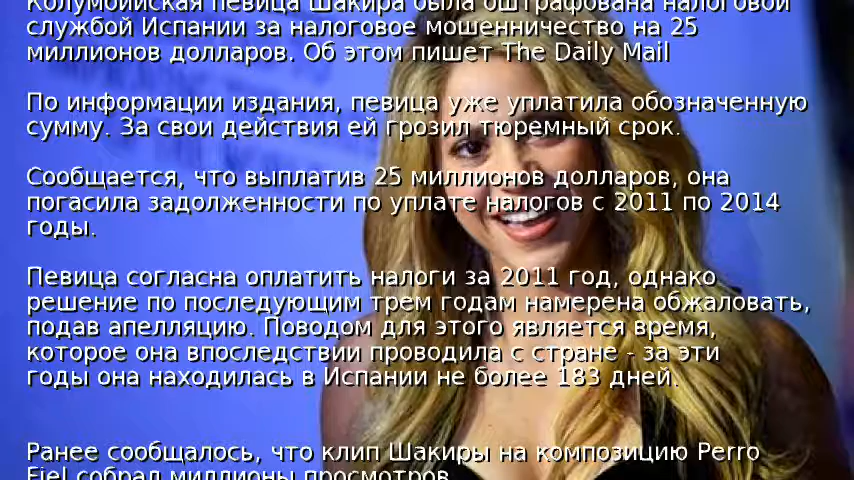 Колумбийская певица Шакира была оштрафована налоговой
службой Испании за налоговое мошенничество на 25
миллионов долларов. Об этом пишет The Daily Mail
По информации издания, певица уже уплатила обозначенную
сумму. За свои действия ей грозил тюремный срок.
Сообщается, что выплатив 25 миллионов долларов, она
погасила задолженности по уплате налогов с 2011 по 2014
годы.
Певица согласна оплатить налоги за 2011 год, однако
решение по последующим трем годам намерена обжаловать,
подав апелляцию. Поводом для этого является время,
которое она впоследствии проводила с стране - за эти
годы она находилась в Испании не более 183 дней.
Ранее сообщалось, что клип Шакиры на композицию Perro
Fiel собрал миллионы просмотров